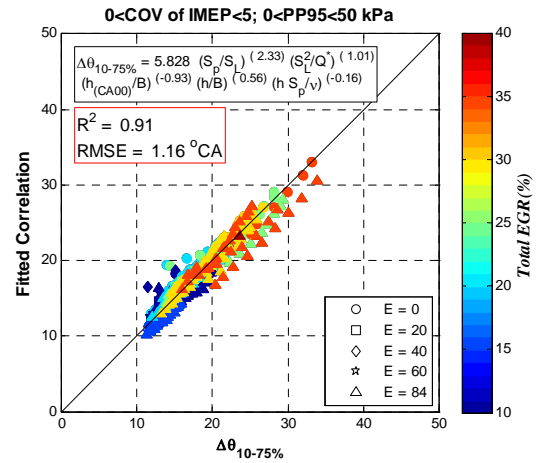 0<COV of IMEP<5; 0<PP95<50 kPa
Δθ10-75% = 5.828 (Sp/SL) (2.33) (SL2/Q*) (1.01)
(h(CA00)/B) (-0.93) (h/B) (0.56) (h Sp/ν) (-0.16)
R2 = 0.91
RMSE = 1.16 oCA
50
40
30
20
10
0
Fitted Correlation
E = 0
E = 20
E = 40
E = 60
E = 84
0 10 20 30 40 50
Δθ10-75%
40
35
30
25
20
15
10
Total EGR(%)